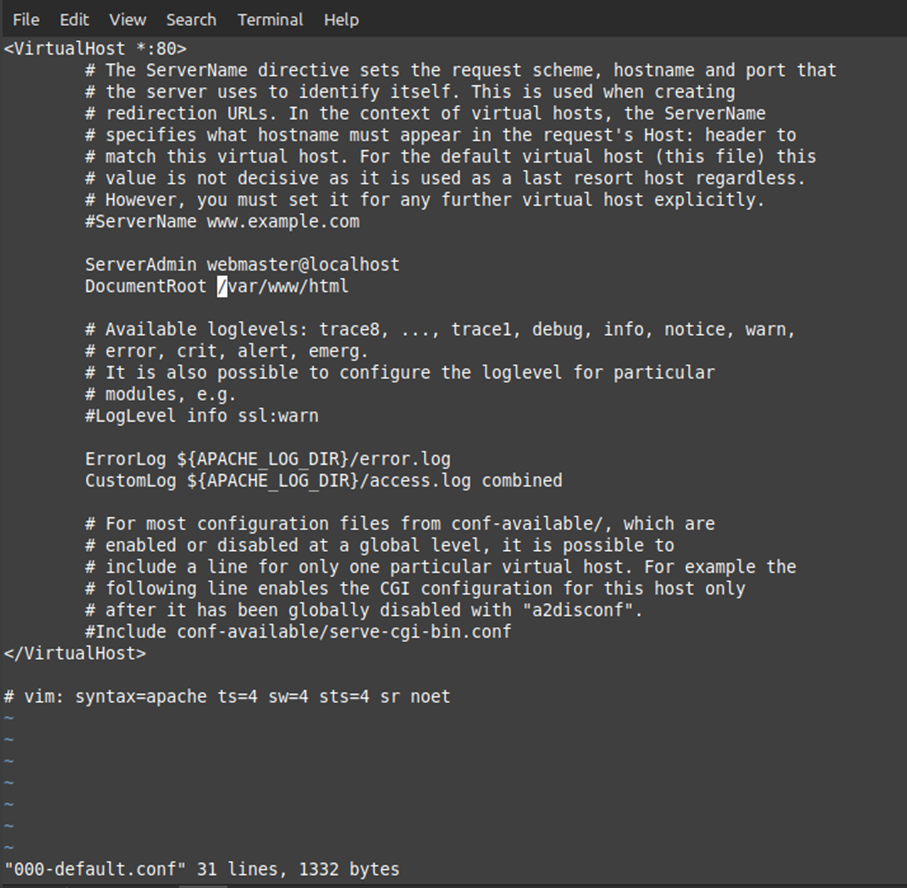 File Edit View Search Terminal Help
<VirtualHost *:80>
# The ServerName directive sets the request scheme, hostname and port that
# the server uses to identify itself. This is used when creating
# redirection URLs. In the context of virtual hosts, the ServerName
# specifies what hostname must appear in the request's Host: header to
# match this virtual host. For the default virtual host (this file) this
# value is not decisive as it is used as a last resort host regardless.
# However, you must set it for any further virtual host explicitly.
#ServerName www.example.com
ServerAdmin webmaster@localhost
DocumentRoot /var/www/html
# Available loglevels: trace8, ..., trace1, debug, info, notice, warn,
# error, crit, alert, emerg.
# It is also possible to configure the loglevel for particular
# modules, e.g.
#LogLevel info ssl:warn
ErrorLog ${APACHE_LOG_DIR}/error.log
CustomLog ${APACHE_LOG_DIR}/access.log combined
# For most configuration files from conf-available/, which are
# enabled or disabled at a global level, it is possible to
# include a line for only one particular virtual host. For example the
# following line enables the CGI configuration for this host only
# after it has been globally disabled with "a2disconf".
#Include conf-available/serve-cgi-bin.conf
</VirtualHost>
# vim: syntax=apache ts=4 sw=4 sts=4 sr noet
~
~
~
~
~
~
~
"000-default.conf" 31 lines, 1332 bytes